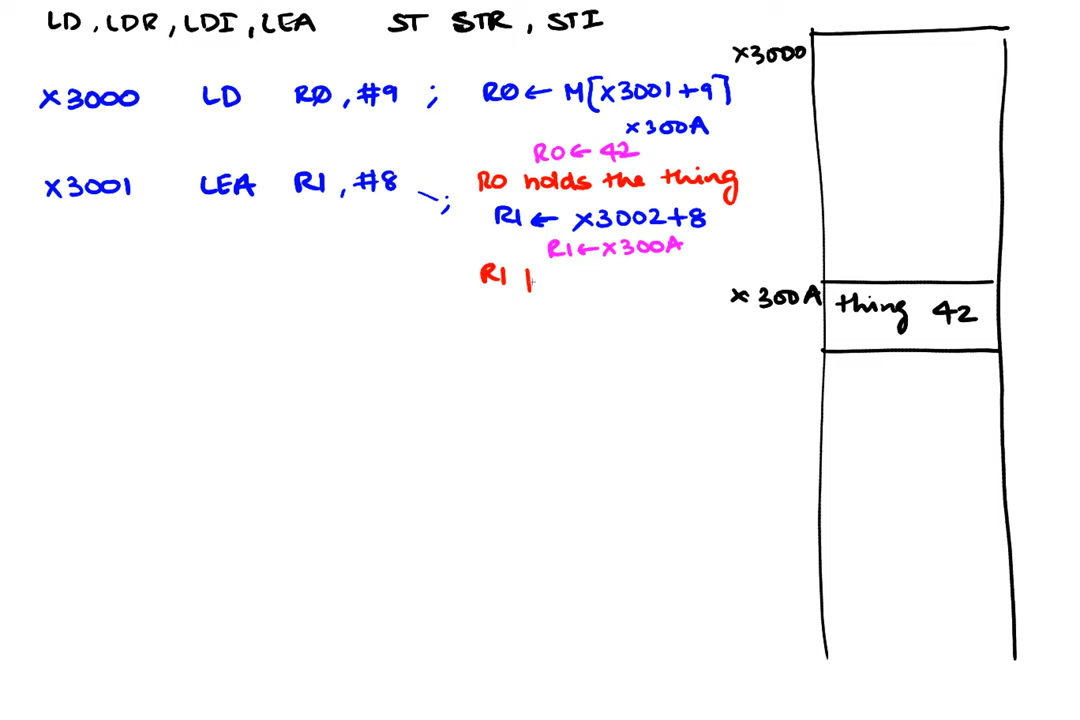 LD, LDR, LDI, LEA ST STR, STI
x3000
x3000 LD R0, #9 ; R0 ← M[x3001+9]
x300A
R0 ← 42
x3001 LEA R1, #8 ; R0 holds the thing
R1 ← x3002+8
R1 ← x300A
R1
x300A thing 42